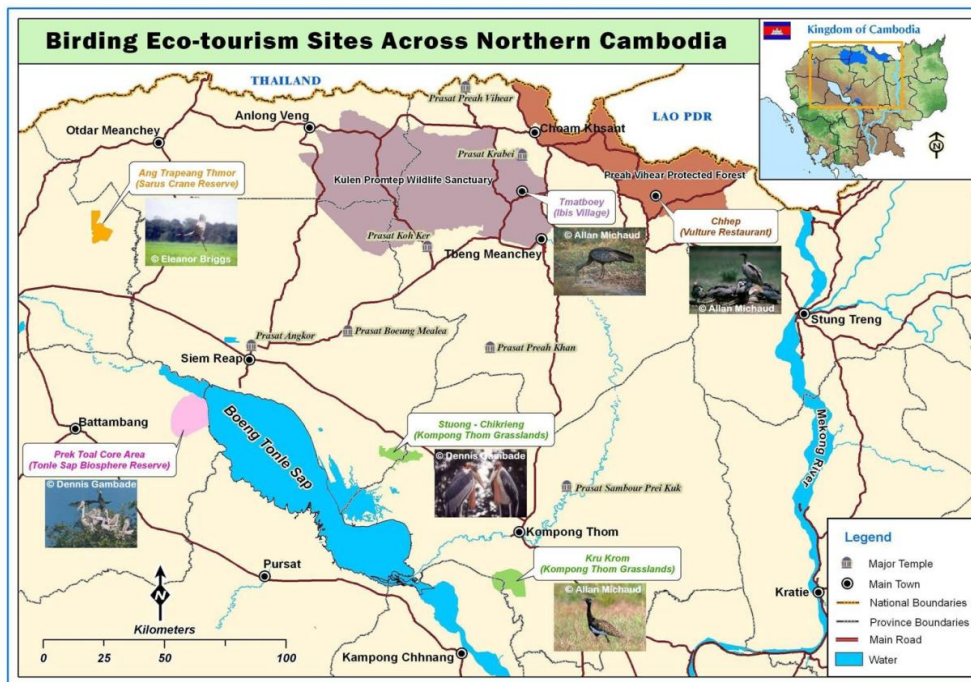 Birding Eco-tourism Sites Across Northern Cambodia
Kingdom of Cambodia
N
THAILAND
LAO PDR
Prasat Preah Vihear
Anlong Veng
Otdar Meanchey
Choam Khsant
Prasat Krabei
Ang Trapeang Thmor
(Sarus Crane Reserve)
© Eleanor Briggs
Kulen Promtep Wildlife Sanctuary
Preah Vihear Protected Forest
Tmatboey
(Ibis Village)
© Allan Michaud
Chhep
(Vulture Restaurant)
© Allan Michaud
Prasat Koh Ker
Tbeng Meanchey
Stung Treng
Prasat Angkor
Prasat Boeung Mealea
Prasat Preah Khan
Siem Reap
Battambang
Boeng Tonle Sap
Mekong River
Prek Toal Core Area
(Tonle Sap Biosphere Reserve)
© Dennis Gambade
Stuong - Chikrieng
(Kompong Thom Grasslands)
© Dennis Gambade
Prasat Sambour Prei Kuk
Kompong Thom
Kru Krom
(Kompong Thom Grasslands)
© Allan Michaud
Pursat
Kratie
Kampong Chhnang
N
Kilometers
0 25 50 100
Legend
Major Temple
Main Town
National Boundaries
Province Boundaries
Main Road
Water